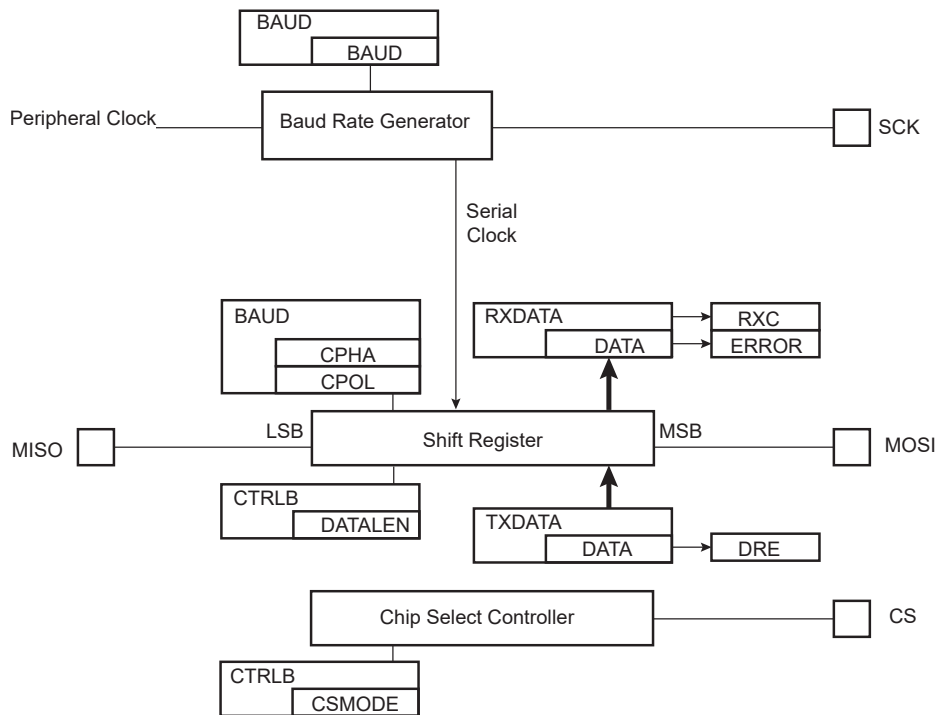 BAUD
BAUD
Peripheral Clock
Baud Rate Generator
SCK
Serial
Clock
BAUD
CPHA
CPOL
RXDATA
DATA
RXC
ERROR
MISO
LSB
Shift Register
MSB
MOSI
CTRLB
DATALEN
TXDATA
DATA
DRE
Chip Select Controller
CS
CTRLB
CSMODE